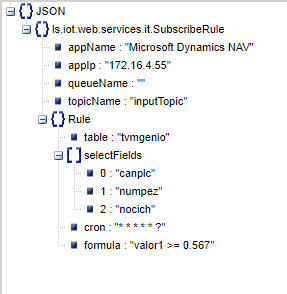 JSON
ls.iot.web.services.it.SubscribeRule
appName : "Microsoft Dynamics NAV"
appIp : "172.16.4.55"
queueName : ""
topicName : "inputTopic"
Rule
table : "tvmgenio"
selectFields
0 : "canplc"
1 : "numpez"
2 : "nocich"
cron : "* * * * * ?"
formula : "valor1 >= 0.567"